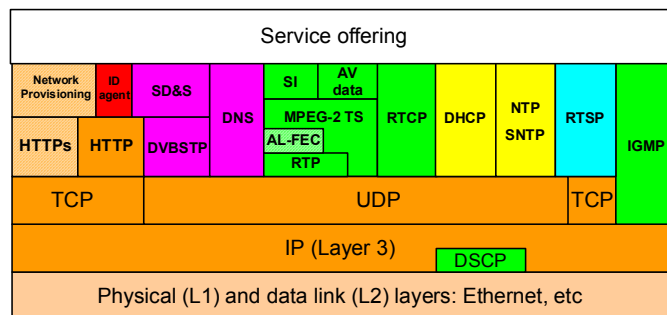 Service offering
Network
Provisioning
ID
agent
SD&S
DNS
SI
AV
data
MPEG-2 TS
AL-FEC
RTP
RTCP
DHCP
NTP
SNTP
RTSP
IGMP
HTTPs
HTTP
DVBSTP
TCP
UDP
TCP
IP (Layer 3)
DSCP
Physical (L1) and data link (L2) layers: Ethernet, etc